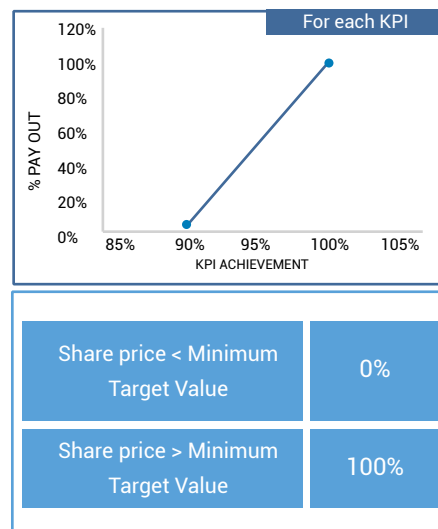 For each KPI
120%
100%
80%
60%
40%
20%
0%
% PAY OUT
85% 90% 95% 100% 105%
KPI ACHIEVEMENT
Share price < Minimum
Target Value
0%
Share price > Minimum
Target Value
100%